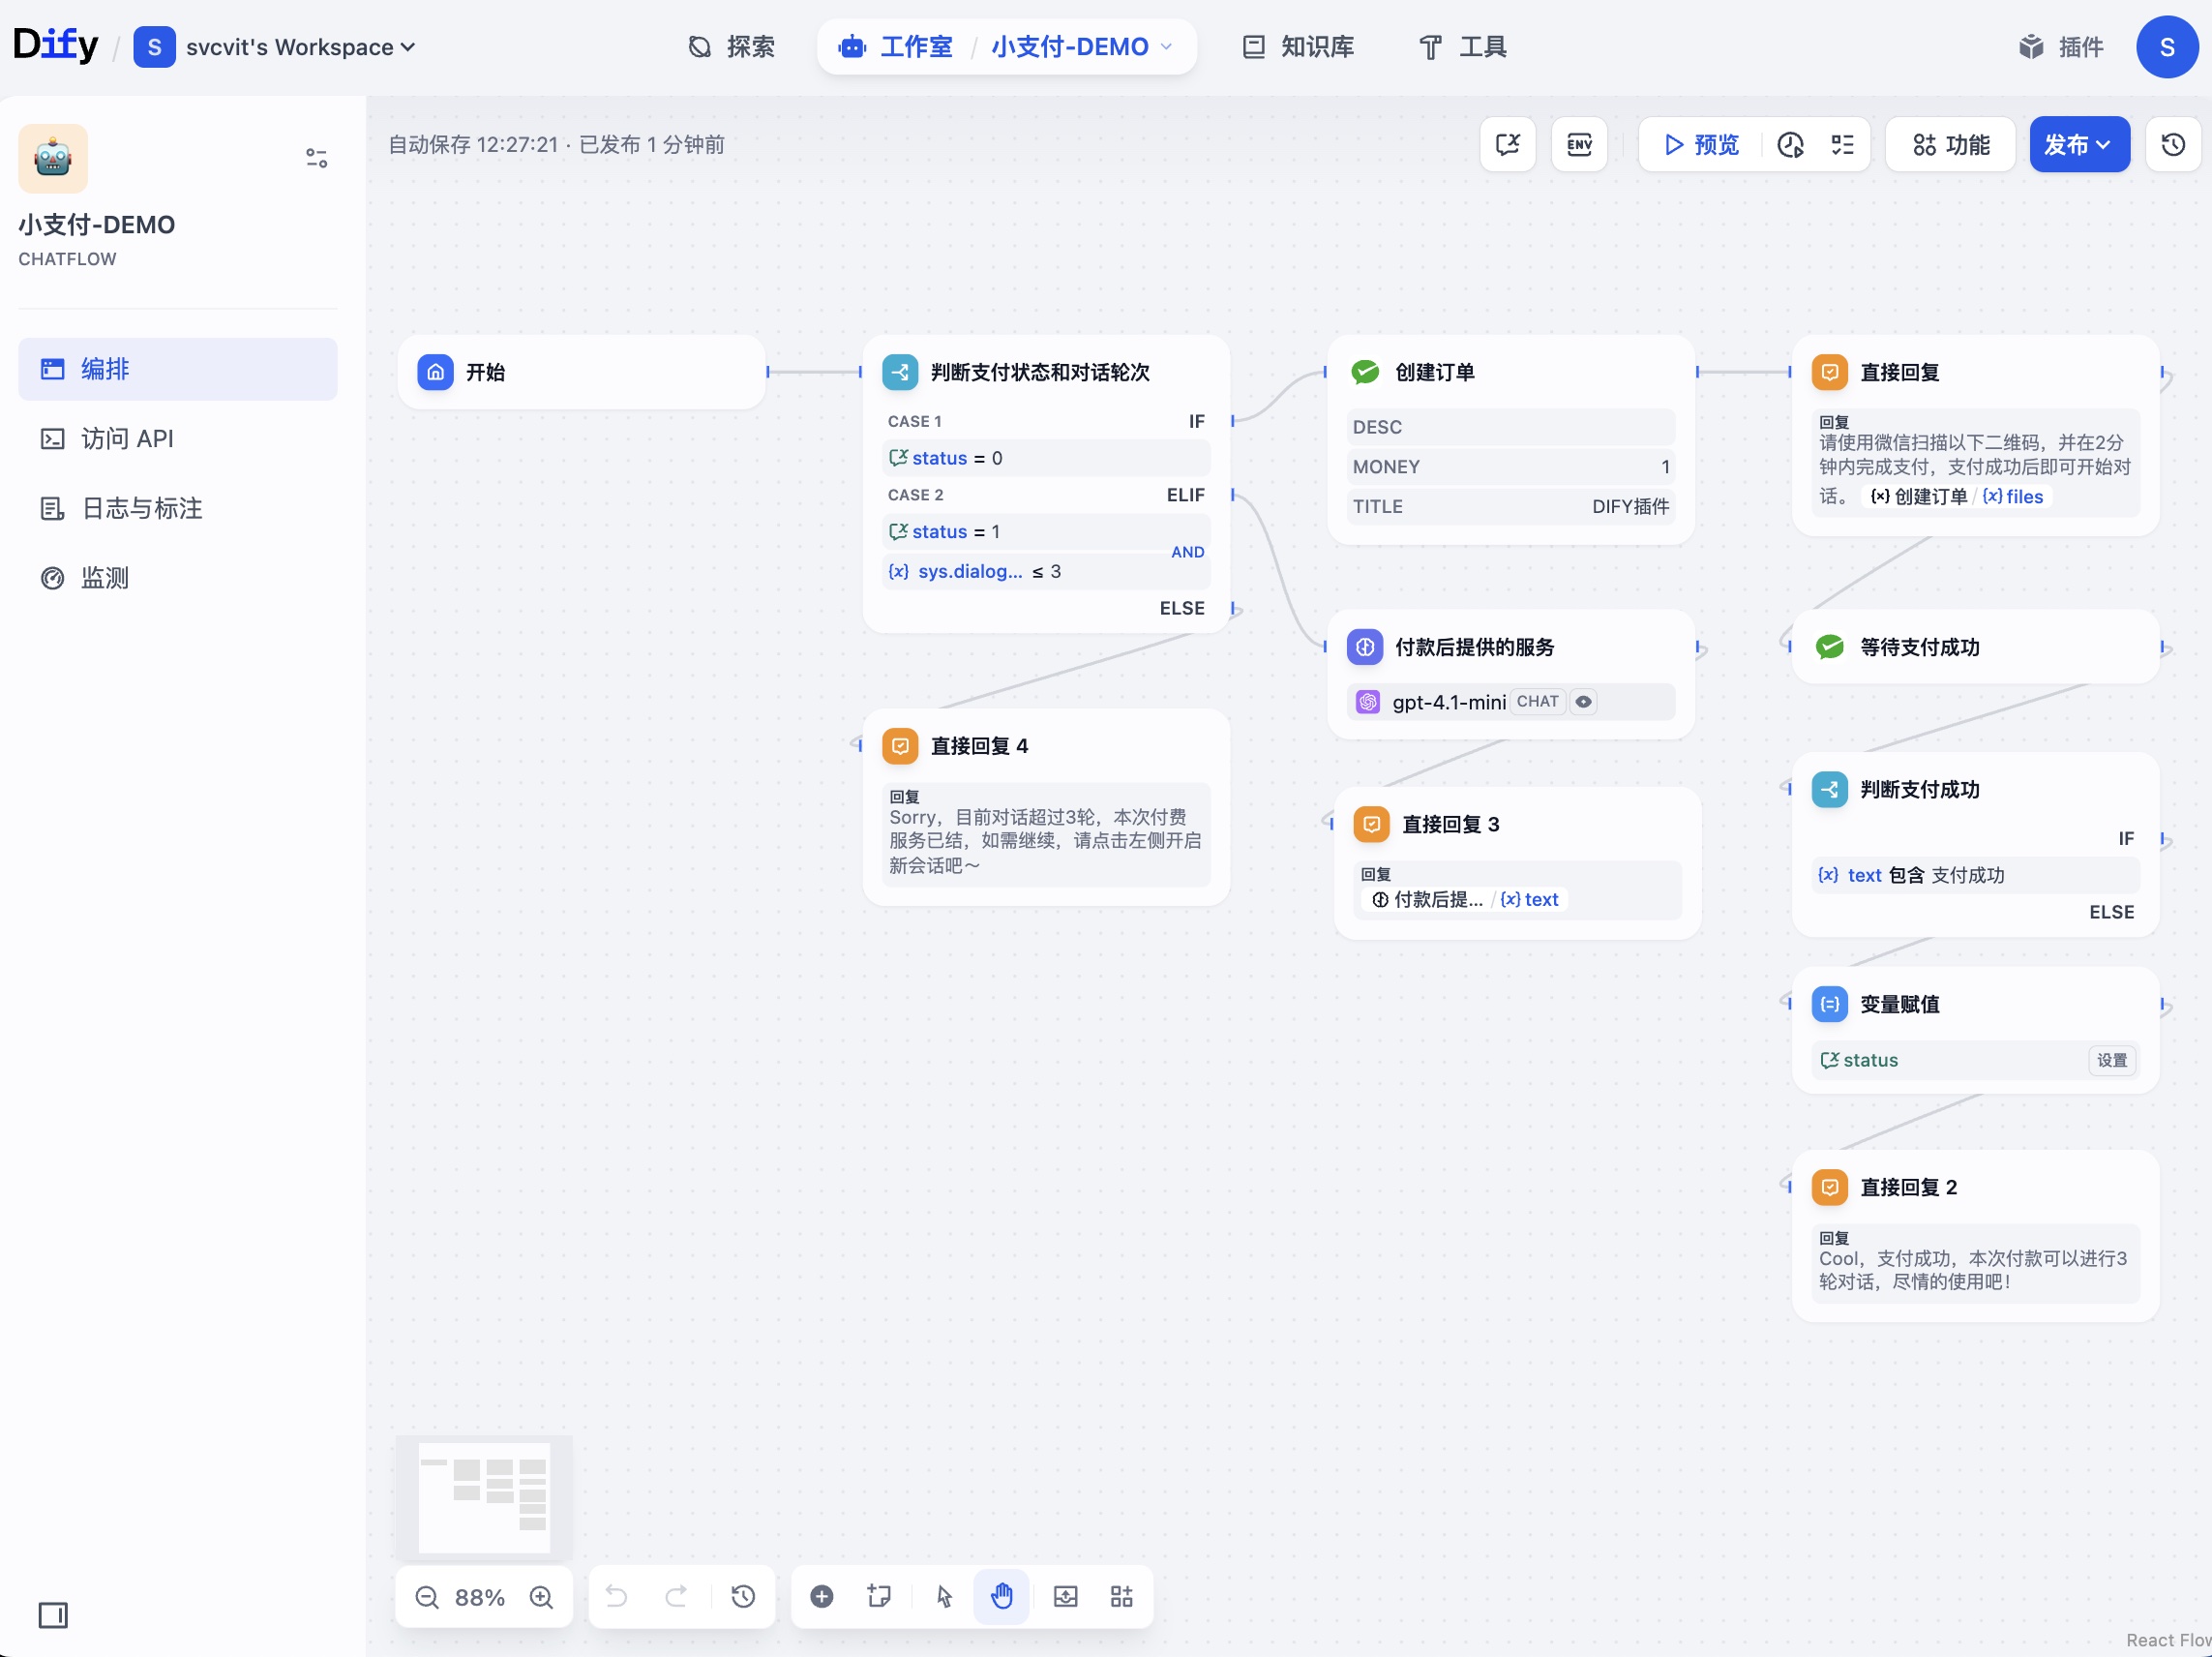 Dify / S svcvit's Workspace
探索
工作室 / 小支付-DEMO
知识库
工具
插件
S
小支付-DEMO
CHATFLOW
编排
访问 API
日志与标注
监测
自动保存 12:27:21 · 已发布 1 分钟前
ENV
预览
功能
发布
开始
判断支付状态和对话轮次
CASE 1 IF
status = 0
CASE 2 ELIF
status = 1
AND
{x} sys.dialog... ≤ 3
ELSE
直接回复 4
回复
Sorry，目前对话超过3轮，本次付费
服务已结，如需继续，请点击左侧开启
新会话吧～
创建订单
DESC
MONEY 1
TITLE DIFY插件
付款后提供的服务
gpt-4.1-mini CHAT
直接回复 3
回复
付款后提... / {x} text
直接回复
回复
请使用微信扫描以下二维码，并在2分
钟内完成支付，支付成功后即可开始对
话。 {x} 创建订单 / {x} files
等待支付成功
判断支付成功
IF
{x} text 包含 支付成功
ELSE
变量赋值
status 设置
直接回复 2
回复
Cool，支付成功，本次付款可以进行3
轮对话，尽情的使用吧！
88%
React Flow